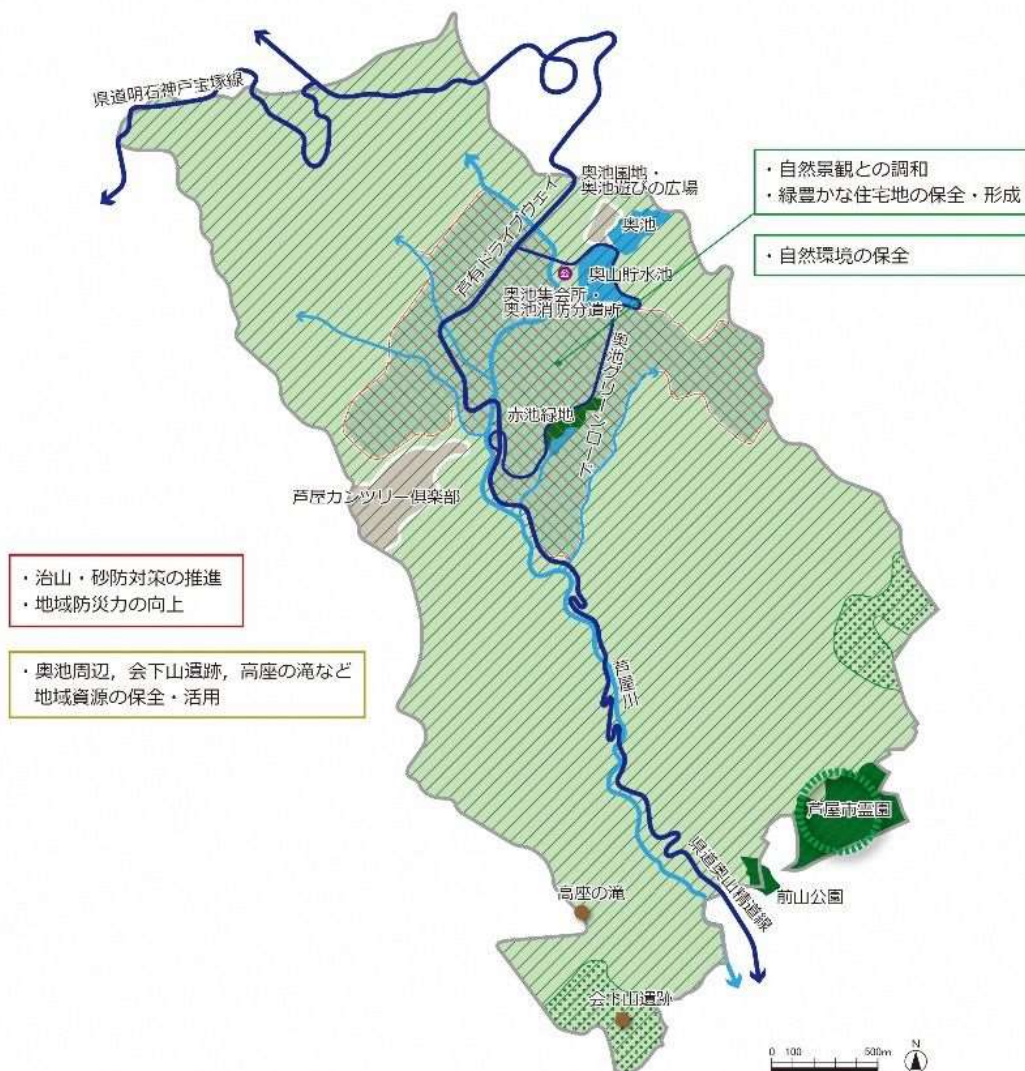 県道明石神戸宝塚線
芦有ドライブウェイ
奥池園地・
奥池遊びの広場
奥池
・自然景観との調和
・緑豊かな住宅地の保全・形成
・自然環境の保全
公
奥山貯水池
奥池集会所・
奥池消防分遣所
奥池グリーンロード
赤池緑地
芦屋カンツリー倶楽部
・治山・砂防対策の推進
・地域防災力の向上
・奥池周辺，会下山遺跡，高座の滝など
地域資源の保全・活用
芦屋川
芦屋市霊園
県道奥山精道線
前山公園
高座の滝
会下山遺跡
0 100 500m
N